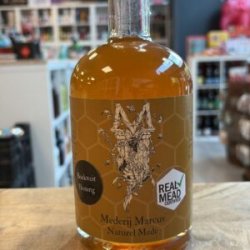 Boekweit
Honing
REAL
MEAD
Mederij Marcus
Naturel Mede